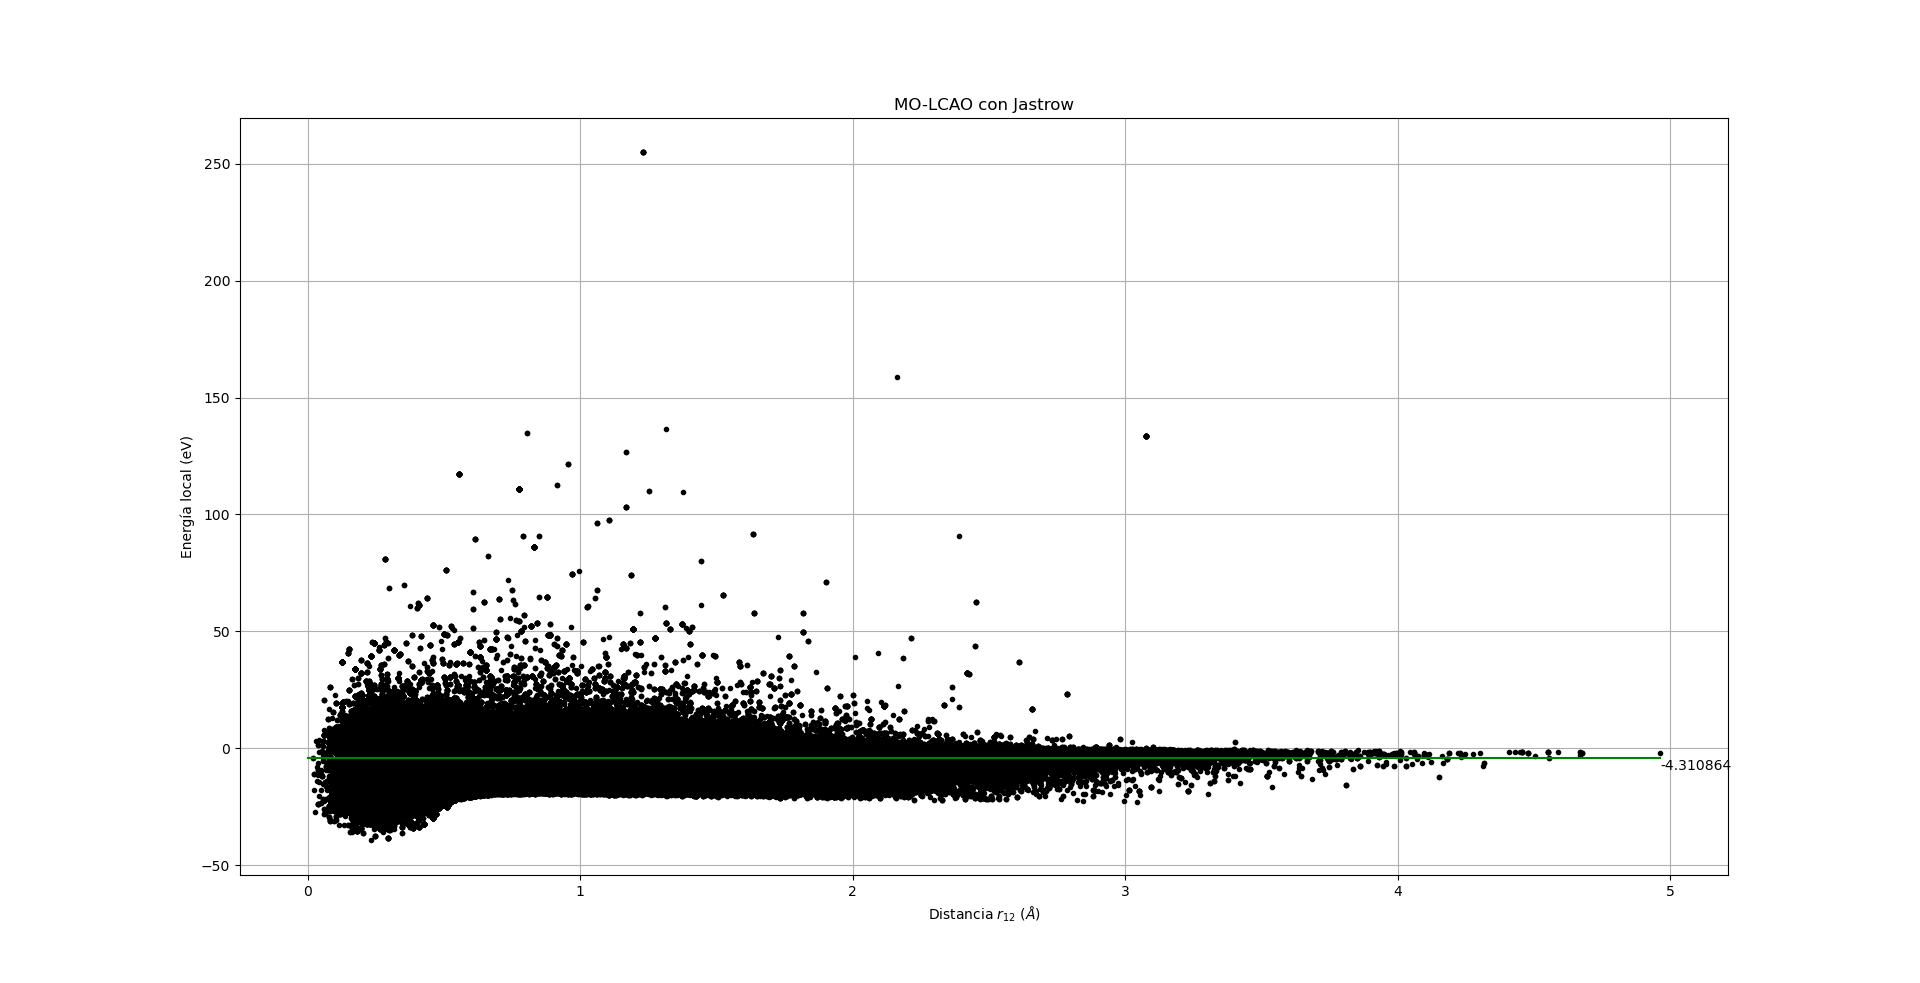 MO-LCAO con Jastrow
250
200
150
100
50
0
−50
Energía local (eV)
-4.310864
0 1 2 3 4 5
Distancia r₁₂ (Å)